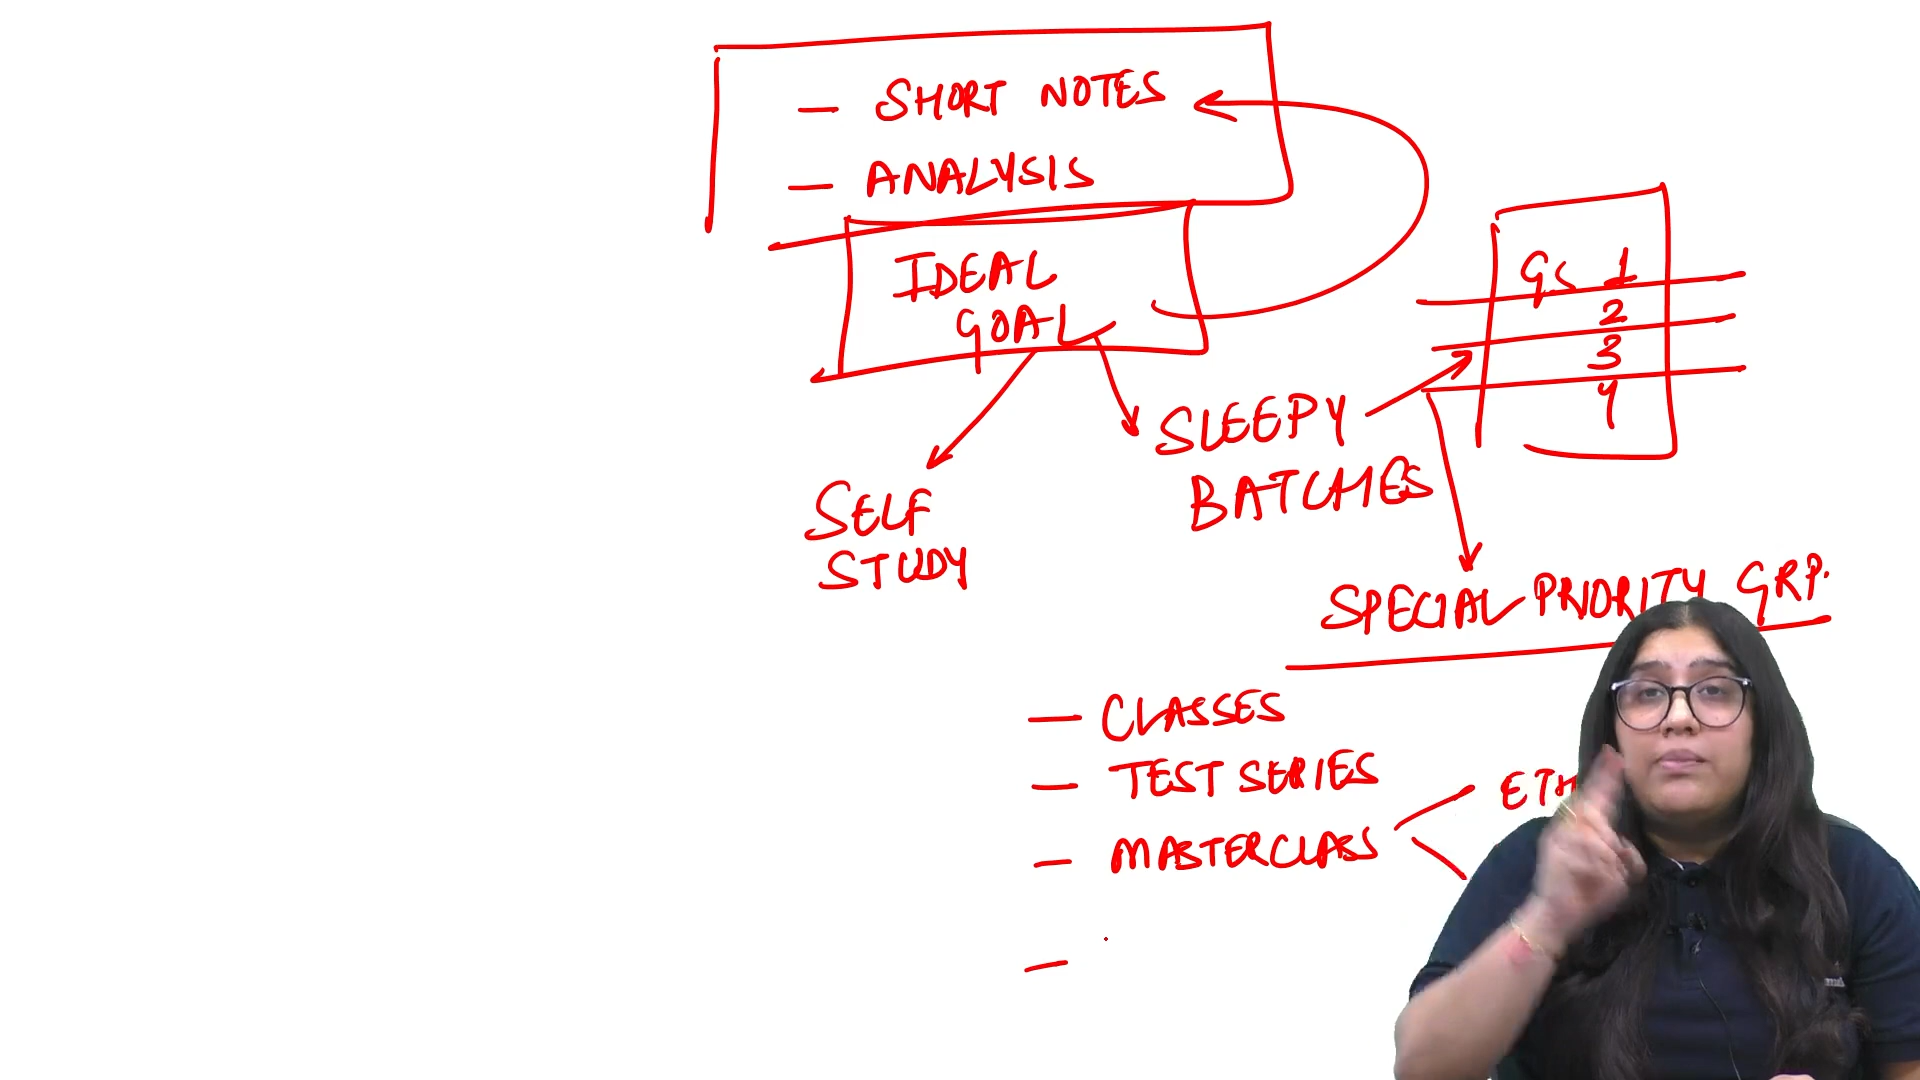 — SHORT NOTES
— ANALYSIS
IDEAL
GOAL
GS 1
2
3
4
SLEEPY
BATCHES
SELF
STUDY
SPECIAL PRIORITY GRP.
— CLASSES
— TEST SERIES
— MASTERCLASS
—